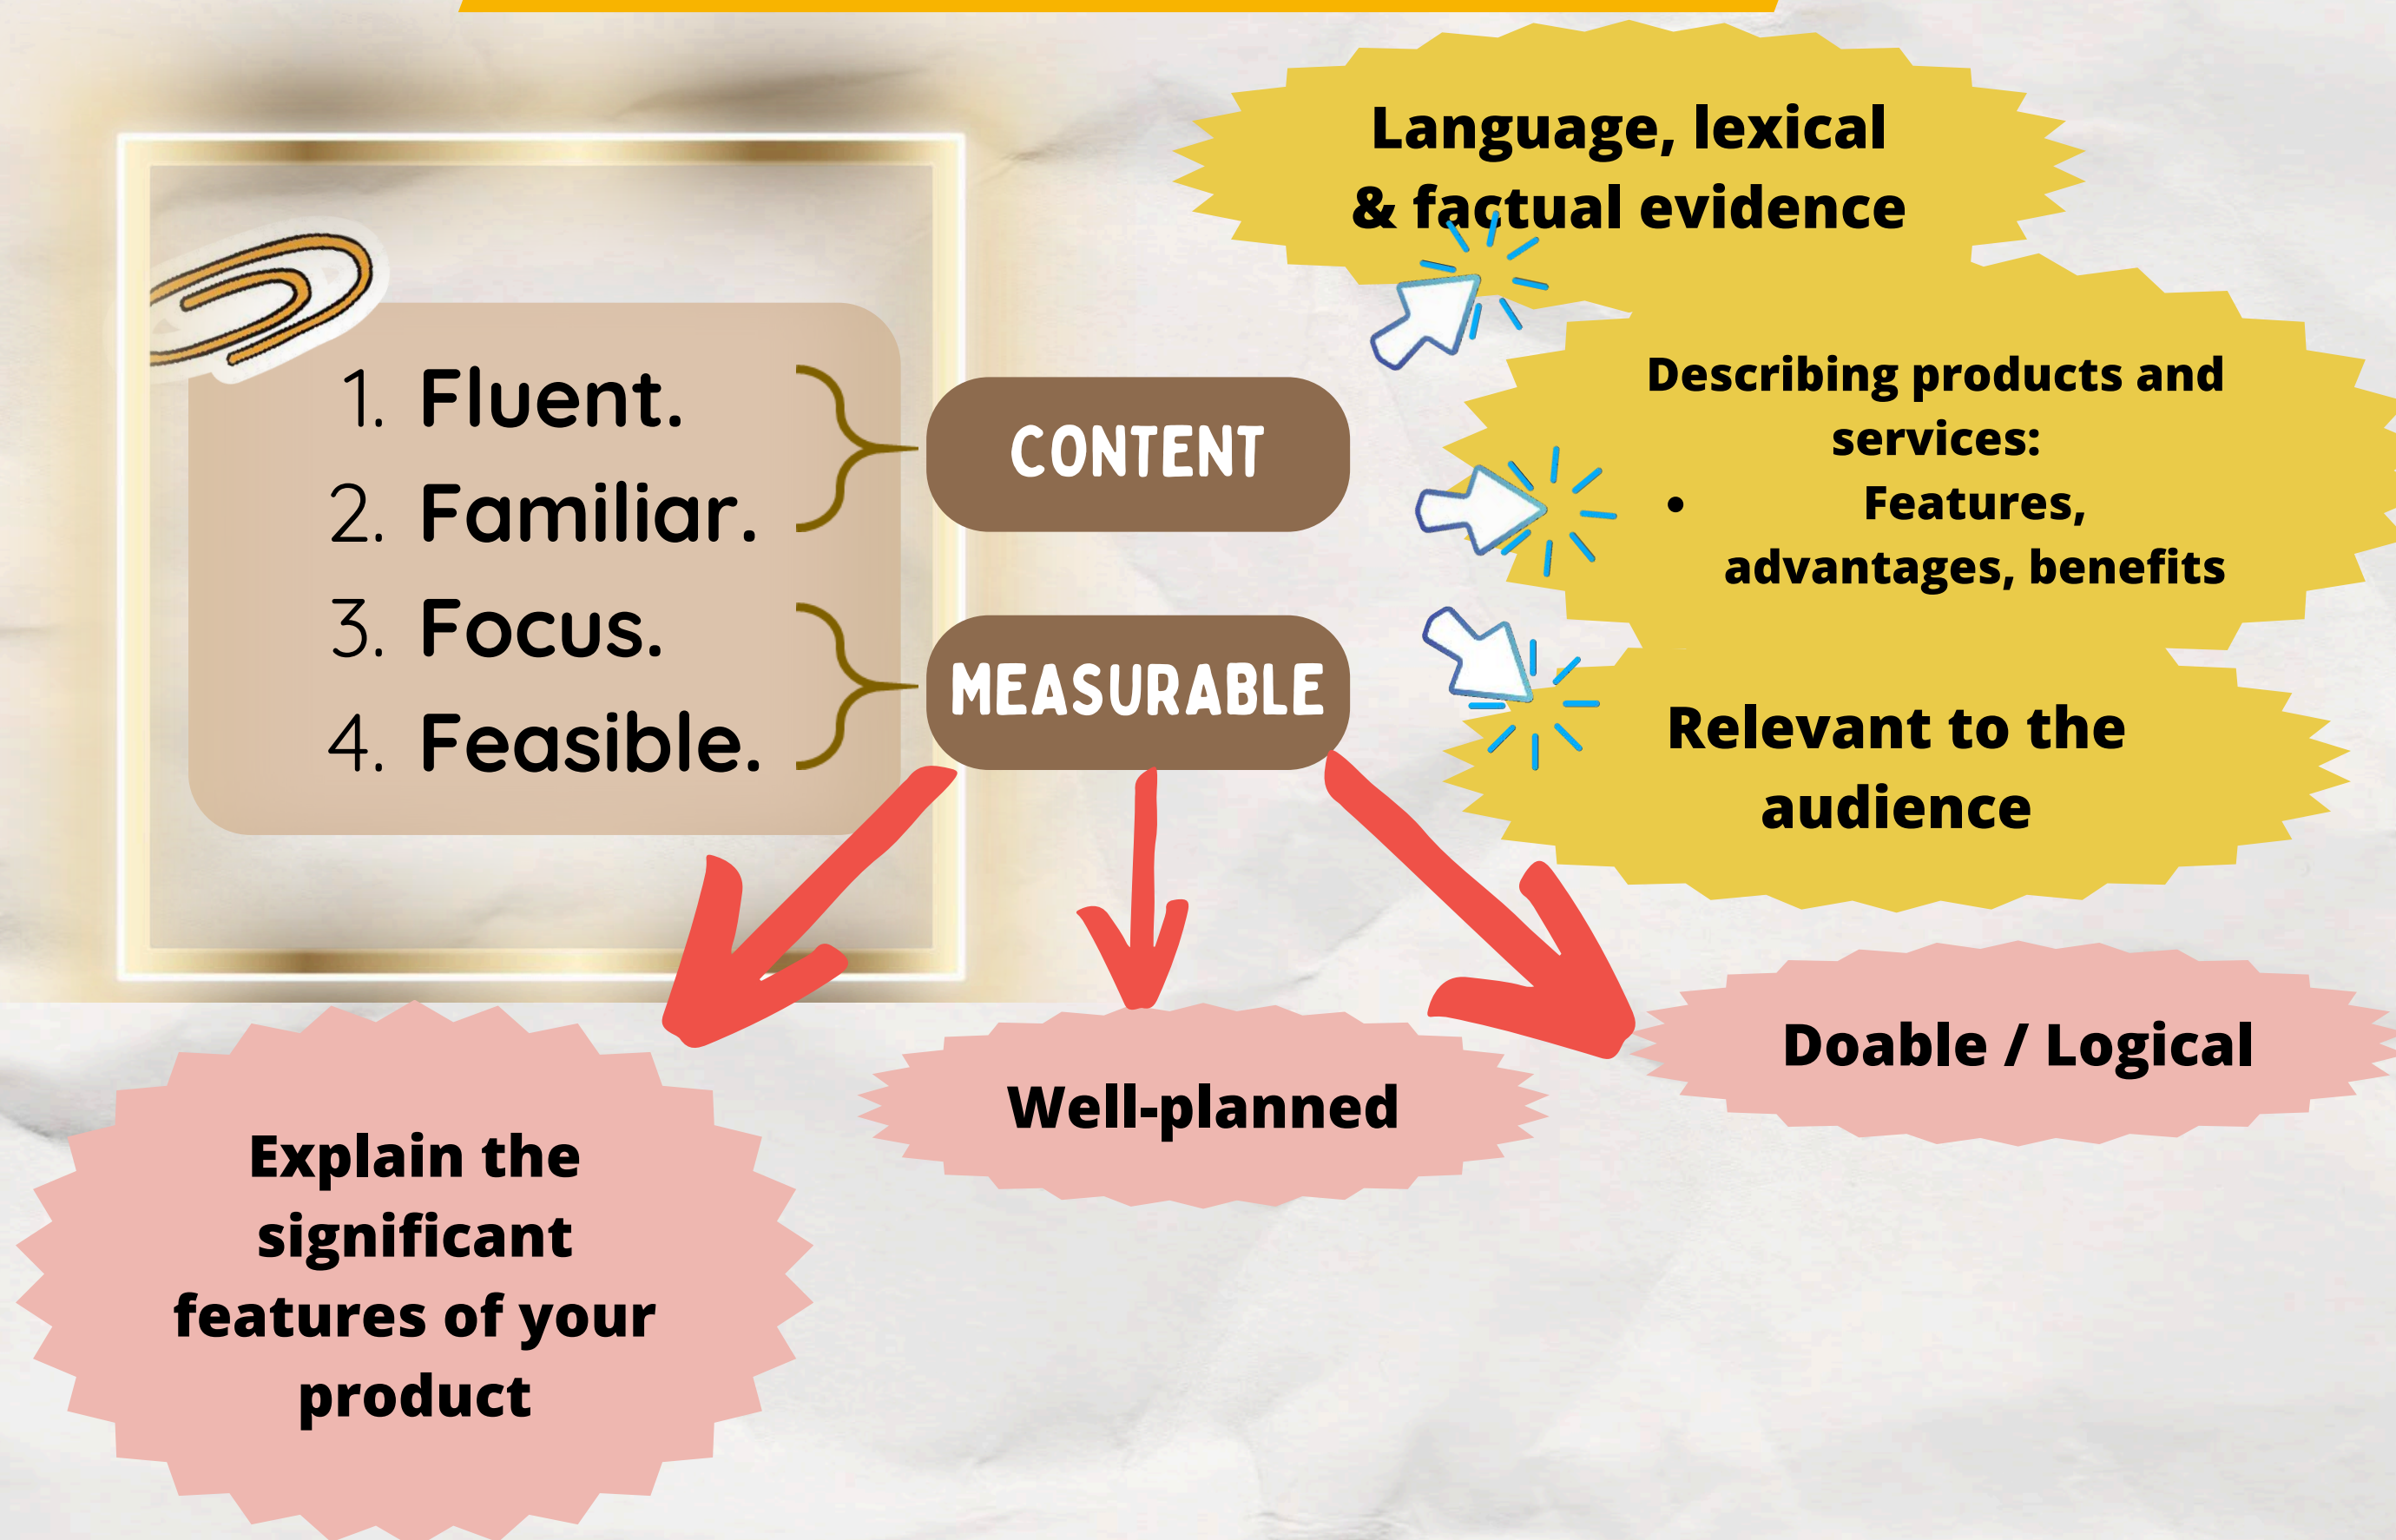 1. Fluent.
2. Familiar.
3. Focus.
4. Feasible.
CONTENT
MEASURABLE
Language, lexical
& factual evidence
Describing products and
services:
• Features,
advantages, benefits
Relevant to the
audience
Explain the
significant
features of your
product
Well-planned
Doable / Logical